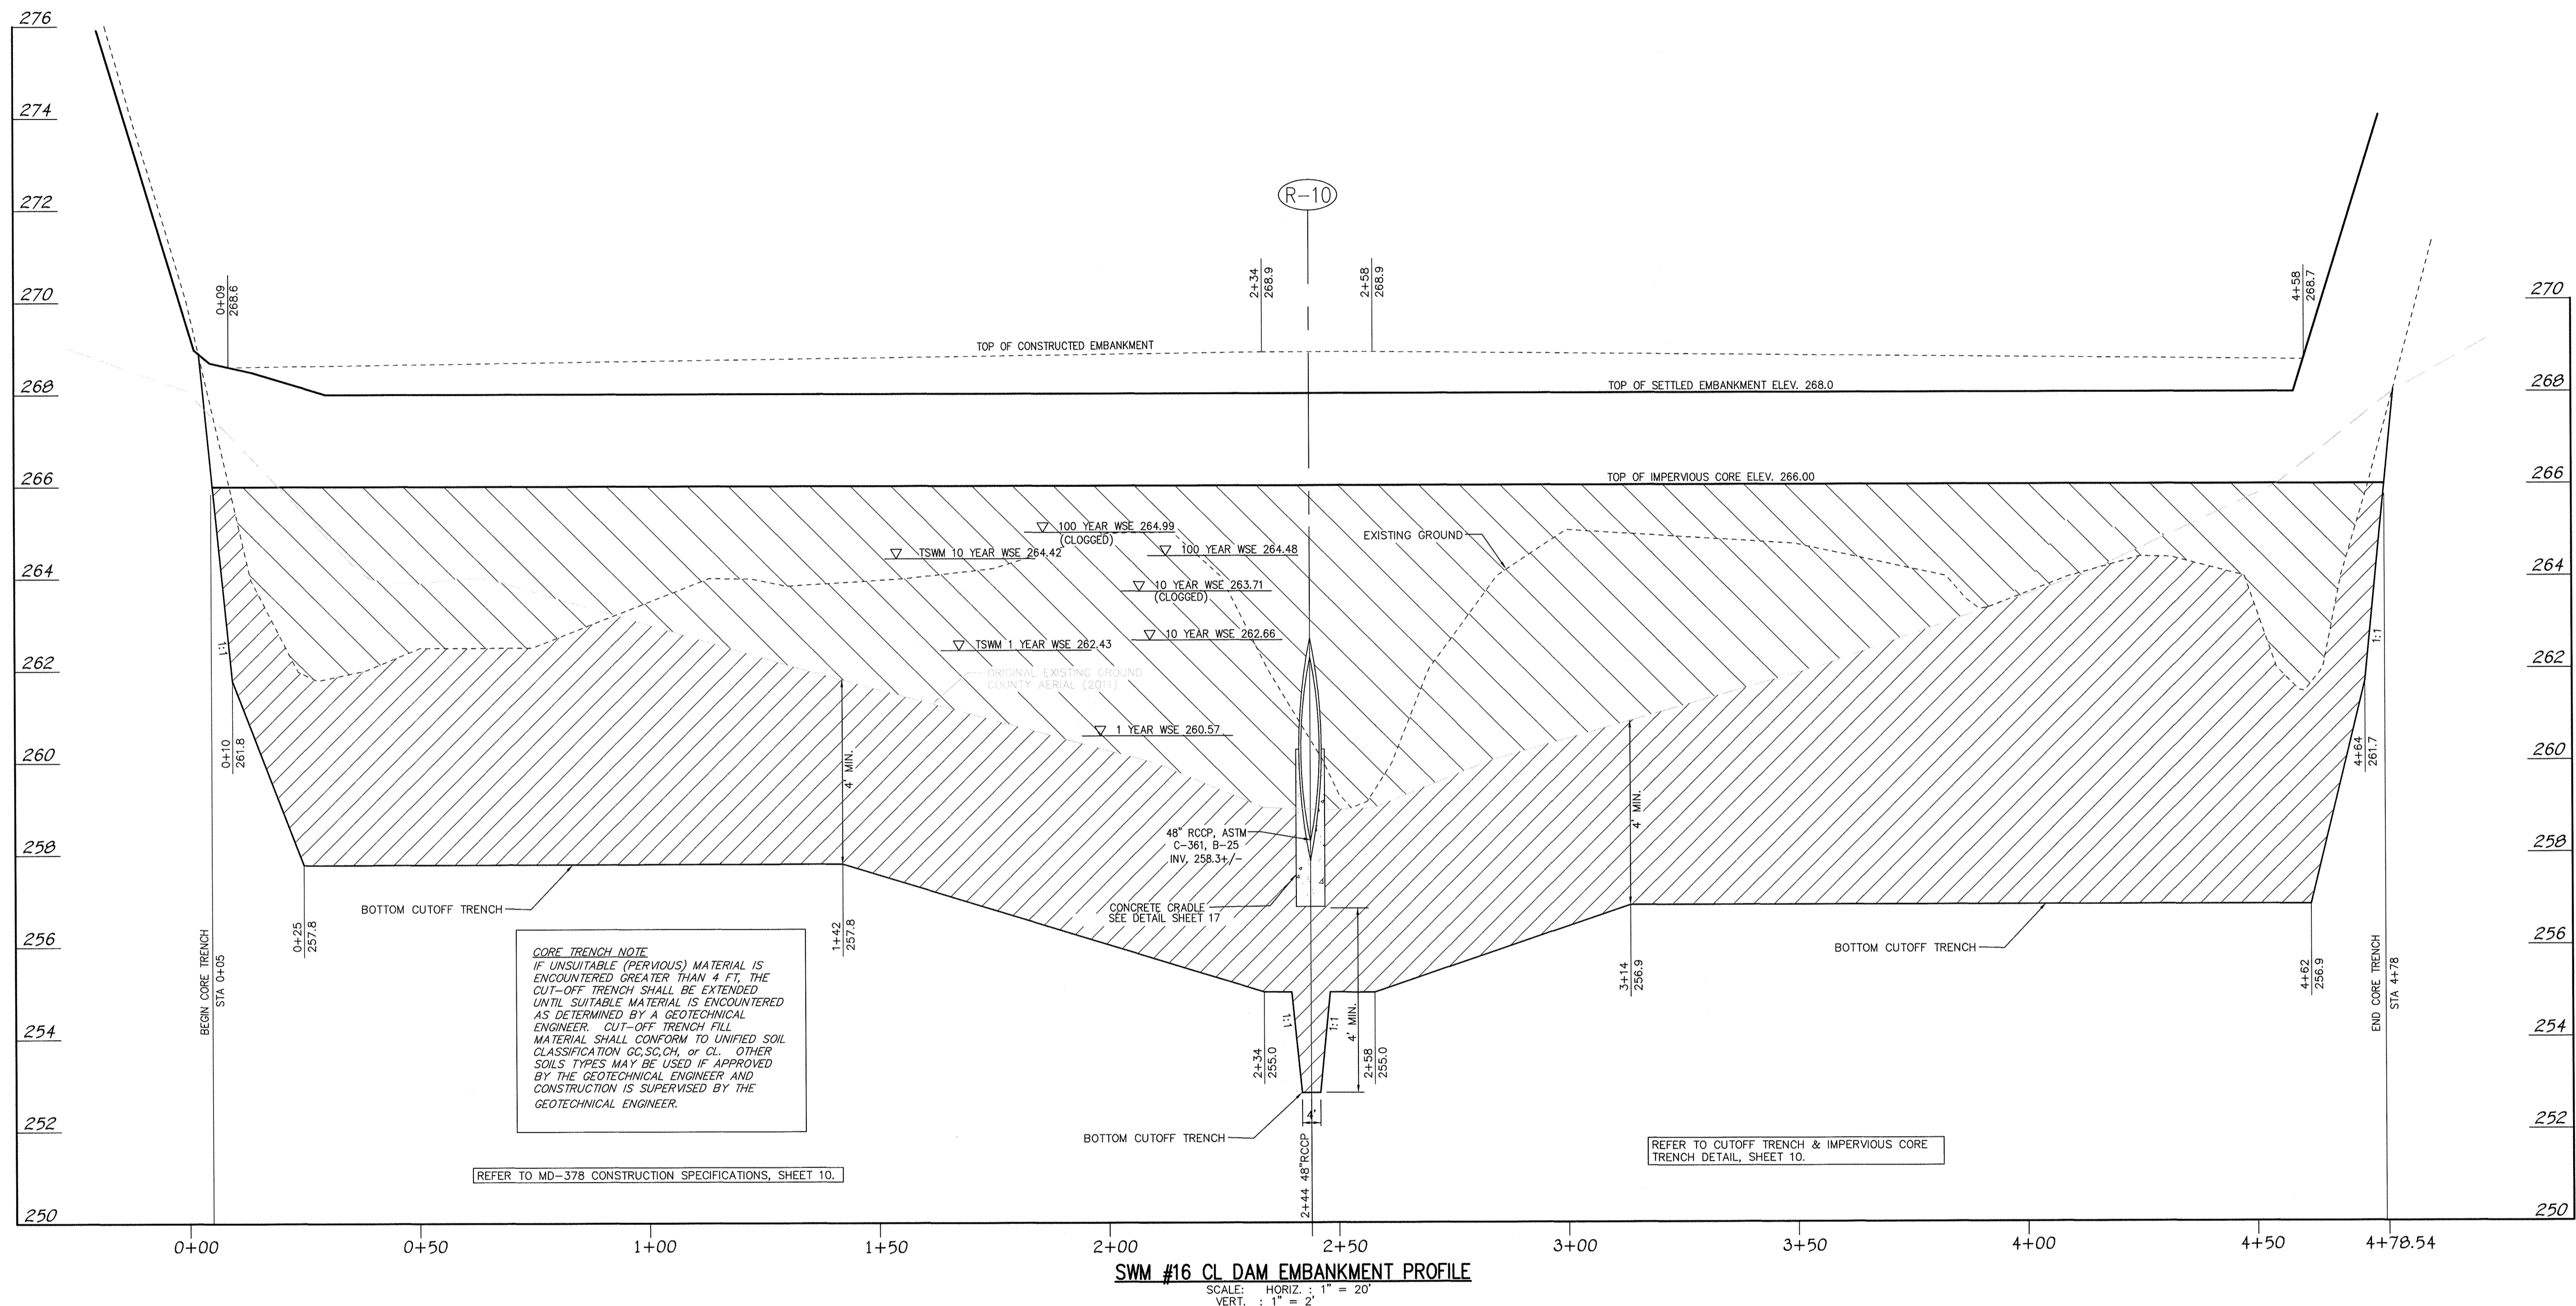 276
274
272
270
268
266
264
262
260
258
256
254
252
250
270
268
266
264
262
260
258
256
254
252
250
R-10
0+09
268.6
2+34
268.9
2+58
268.9
4+58
268.7
TOP OF CONSTRUCTED EMBANKMENT
TOP OF SETTLED EMBANKMENT ELEV. 268.0
TOP OF IMPERVIOUS CORE ELEV. 266.00
100 YEAR WSE 264.99
(CLOGGED)
TSWM 10 YEAR WSE 264.42
100 YEAR WSE 264.48
EXISTING GROUND
10 YEAR WSE 263.71
(CLOGGED)
10 YEAR WSE 262.66
TSWM 1 YEAR WSE 262.43
ORIGINAL EXISTING GROUND
COUNTY AERIAL (2011)
1 YEAR WSE 260.57
1:1
1:1
0+10
261.8
4+64
261.7
4' MIN.
4' MIN.
48" RCCP, ASTM
C-361, B-25
INV. 258.3+/-
CONCRETE CRADLE
SEE DETAIL SHEET 17
BOTTOM CUTOFF TRENCH
0+25
257.8
1+42
257.8
3+14
256.9
BOTTOM CUTOFF TRENCH
4+62
256.9
BEGIN CORE TRENCH
STA 0+05
END CORE TRENCH
STA 4+78
CORE TRENCH NOTE
IF UNSUITABLE (PERVIOUS) MATERIAL IS
ENCOUNTERED GREATER THAN 4 FT, THE
CUT-OFF TRENCH SHALL BE EXTENDED
UNTIL SUITABLE MATERIAL IS ENCOUNTERED
AS DETERMINED BY A GEOTECHNICAL
ENGINEER. CUT-OFF TRENCH FILL
MATERIAL SHALL CONFORM TO UNIFIED SOIL
CLASSIFICATION GC,SC,CH, or CL. OTHER
SOILS TYPES MAY BE USED IF APPROVED
BY THE GEOTECHNICAL ENGINEER AND
CONSTRUCTION IS SUPERVISED BY THE
GEOTECHNICAL ENGINEER.
2+34
255.0
1:1
1:1
4' MIN.
2+58
255.0
4'
BOTTOM CUTOFF TRENCH
2+44 48"RCCP
REFER TO MD-378 CONSTRUCTION SPECIFICATIONS, SHEET 10.
REFER TO CUTOFF TRENCH & IMPERVIOUS CORE
TRENCH DETAIL, SHEET 10.
0+00
0+50
1+00
1+50
2+00
2+50
3+00
3+50
4+00
4+50
4+78.54
SWM #16 CL DAM EMBANKMENT PROFILE
SCALE: HORIZ. : 1" = 20'
VERT. : 1" = 2'